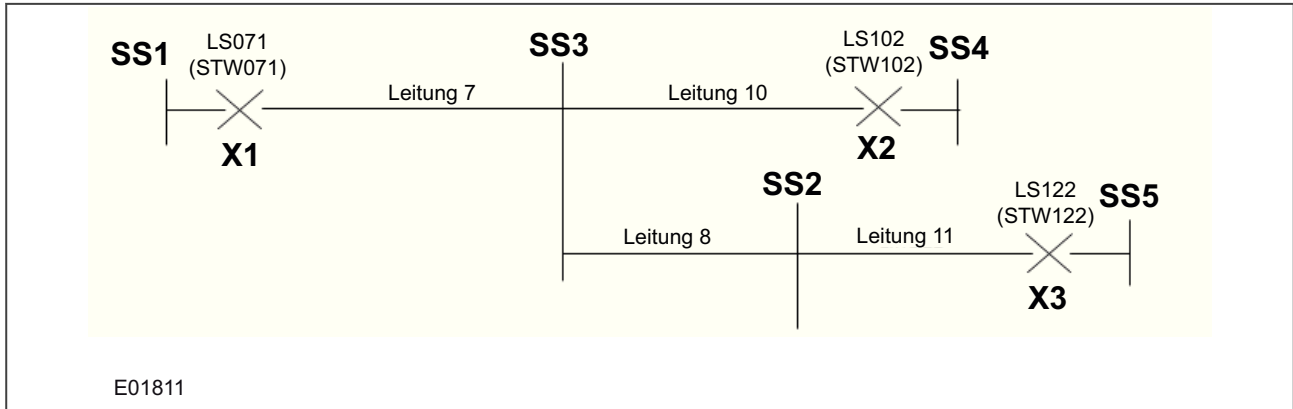 SS1
LS071
(STW071)
Leitung 7
X1
SS3
Leitung 10
LS102
(STW102)
X2
SS4
SS2
Leitung 8
Leitung 11
LS122
(STW122)
X3
SS5
E01811